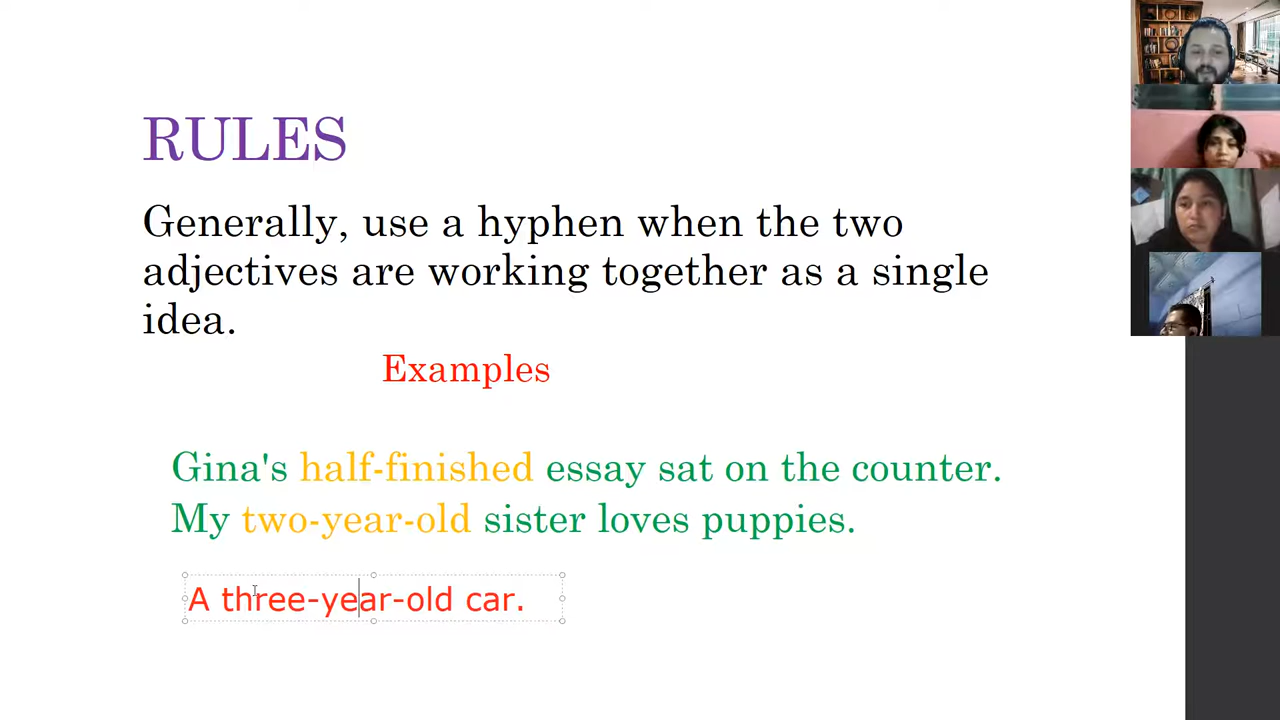 RULES
Generally, use a hyphen when the two
adjectives are working together as a single
idea.
Examples
Gina's half-finished essay sat on the counter.
My two-year-old sister loves puppies.
A three-year-old car.